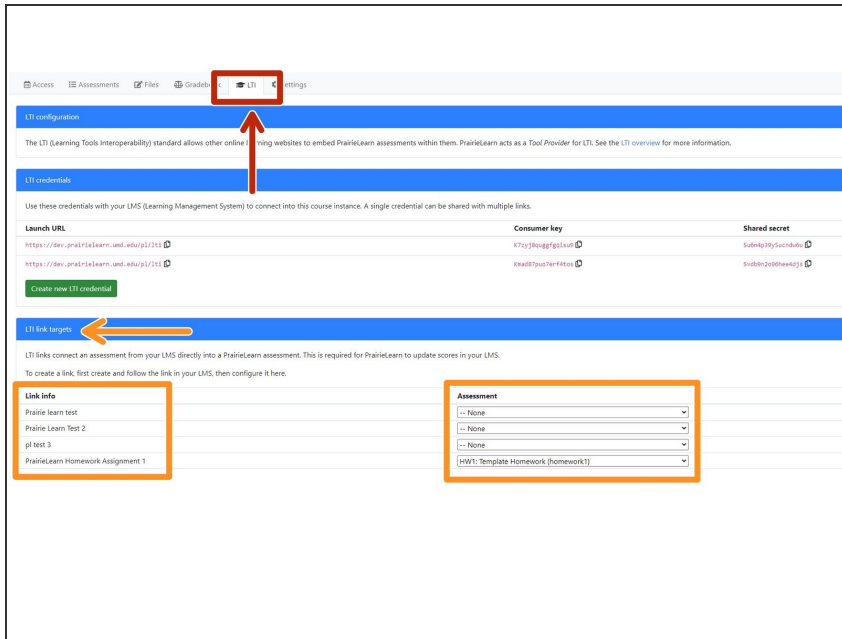 Access Assessments Files Gradeb k LTI ettings
LTI configuration
The LTI (Learning Tools Interoperability) standard allows other online le rning websites to embed PrairieLearn assessments within them. PrairieLearn acts as a Tool Provider for LTI. See the LTI overview for more information.
LTI credentials
Use these credentials with your LMS (Learning Management System) to connect into this course instance. A single credential can be shared with multiple links.
Launch URL Consumer key Shared secret
https://dev.prairielearn.umd.edu/pl/lti
https://dev.prairielearn.umd.edu/pl/lti
Create new LTI credential
LTI link targets
LTI links connect an assessment from your LMS directly into a PrairieLearn assessment. This is required for PrairieLearn to update scores in your LMS.
To create a link, first create and follow the link in your LMS, then configure it here.
Link info Assessment
Prairie learn test -- None
Prairie Learn Test 2 -- None
pl test 3 -- None
PrairieLearn Homework Assignment 1 HW1: Template Homework (homework1)